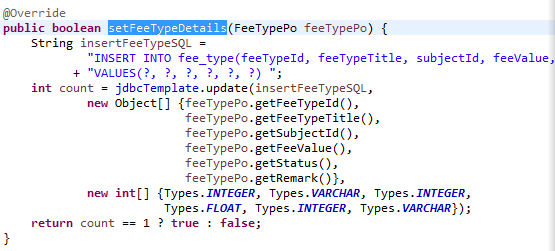 @Override
public boolean setFeeTypeDetails(FeeTypePo feeTypePo) {
String insertFeeTypeSQL =
"INSERT INTO fee_type(feeTypeId, feeTypeTitle, subjectId, feeValue,
+ "VALUES(?, ?, ?, ?, ?, ?) ";
int count = jdbcTemplate.update(insertFeeTypeSQL,
new Object[] {feeTypePo.getFeeTypeId(),
feeTypePo.getFeeTypeTitle(),
feeTypePo.getSubjectId(),
feeTypePo.getFeeValue(),
feeTypePo.getStatus(),
feeTypePo.getRemark()},
new int[] {Types.INTEGER, Types.VARCHAR, Types.INTEGER,
Types.FLOAT, Types.INTEGER, Types.VARCHAR});
return count == 1 ? true : false;
}